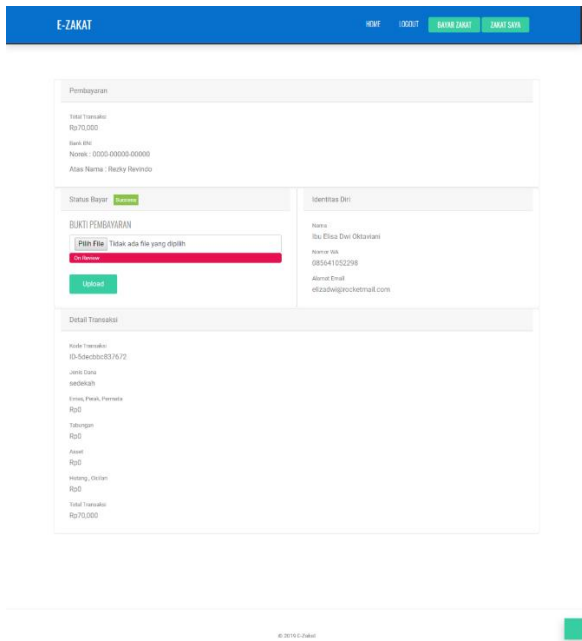 E-ZAKAT
HOME LOGOUT BAYAR ZAKAT ZAKAT SAYA
Pembayaran
Total Transaksi
Rp70,000
Bank BNI
Norek : 0000-00000-00000
Atas Nama : Rezky Revindo
Status Bayar Success
BUKTI PEMBAYARAN
Pilih File Tidak ada file yang dipilih
On Review
Upload
Identitas Diri
Nama
Ibu Elisa Dwi Oktaviani
Nomor WA
085641052298
Alamat Email
elizadwi@rocketmail.com
Detail Transaksi
Kode Transaksi
ID-5decbbc837672
Jenis Dana
sedekah
Emas, Perak, Permata
Rp0
Tabungan
Rp0
Asset
Rp0
Hutang, Cicilan
Rp0
Total Transaksi
Rp70,000
© 2019 E-Zakat